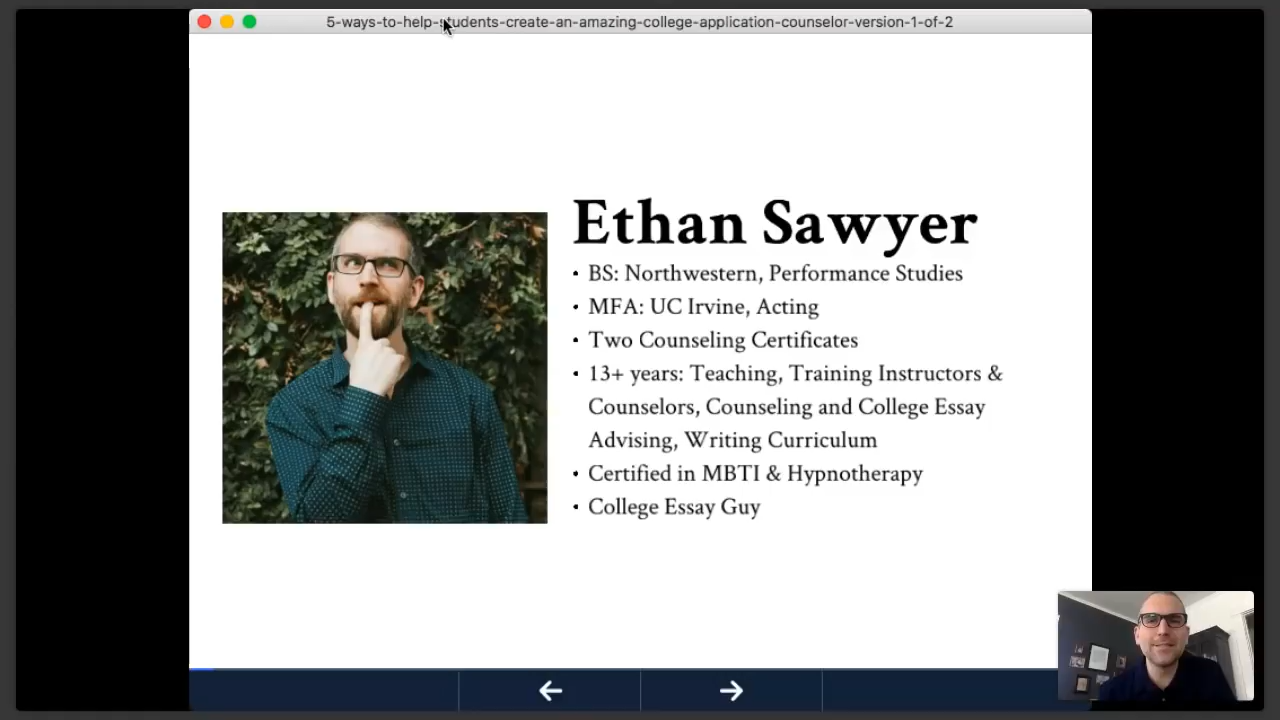 5-ways-to-help-students-create-an-amazing-college-application-counselor-version-1-of-2
Ethan Sawyer
• BS: Northwestern, Performance Studies
• MFA: UC Irvine, Acting
• Two Counseling Certificates
• 13+ years: Teaching, Training Instructors &
Counselors, Counseling and College Essay
Advising, Writing Curriculum
• Certified in MBTI & Hypnotherapy
• College Essay Guy